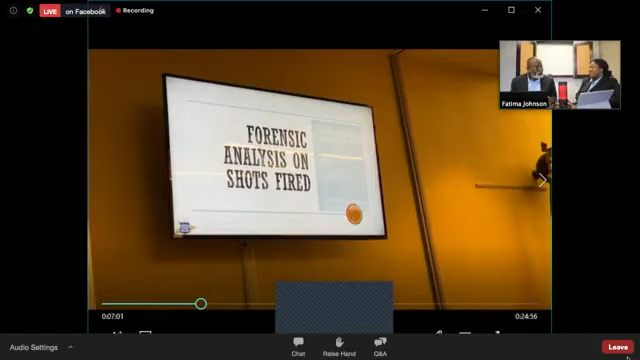 LIVE on Facebook Recording
FORENSIC
ANALYSIS ON
SHOTS FIRED
Fatima Johnson
0:07:01 0:24:56
Audio Settings
Chat Raise Hand Q&A
Leave